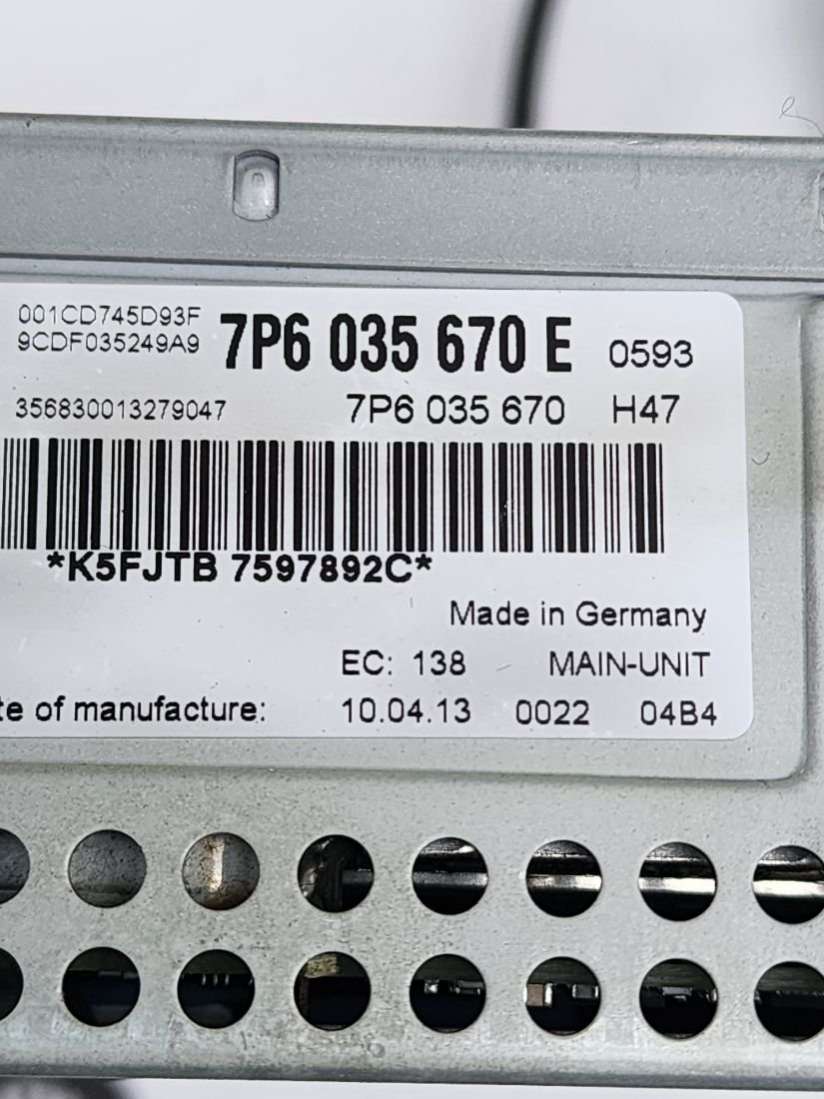 001CD745D93F
9CDF035249A9 7P6 035 670 E 0593
356830013279047 7P6 035 670 H47
*K5FJTB 7597892C*
Made in Germany
EC: 138 MAIN-UNIT
te of manufacture: 10.04.13 0022 04B4